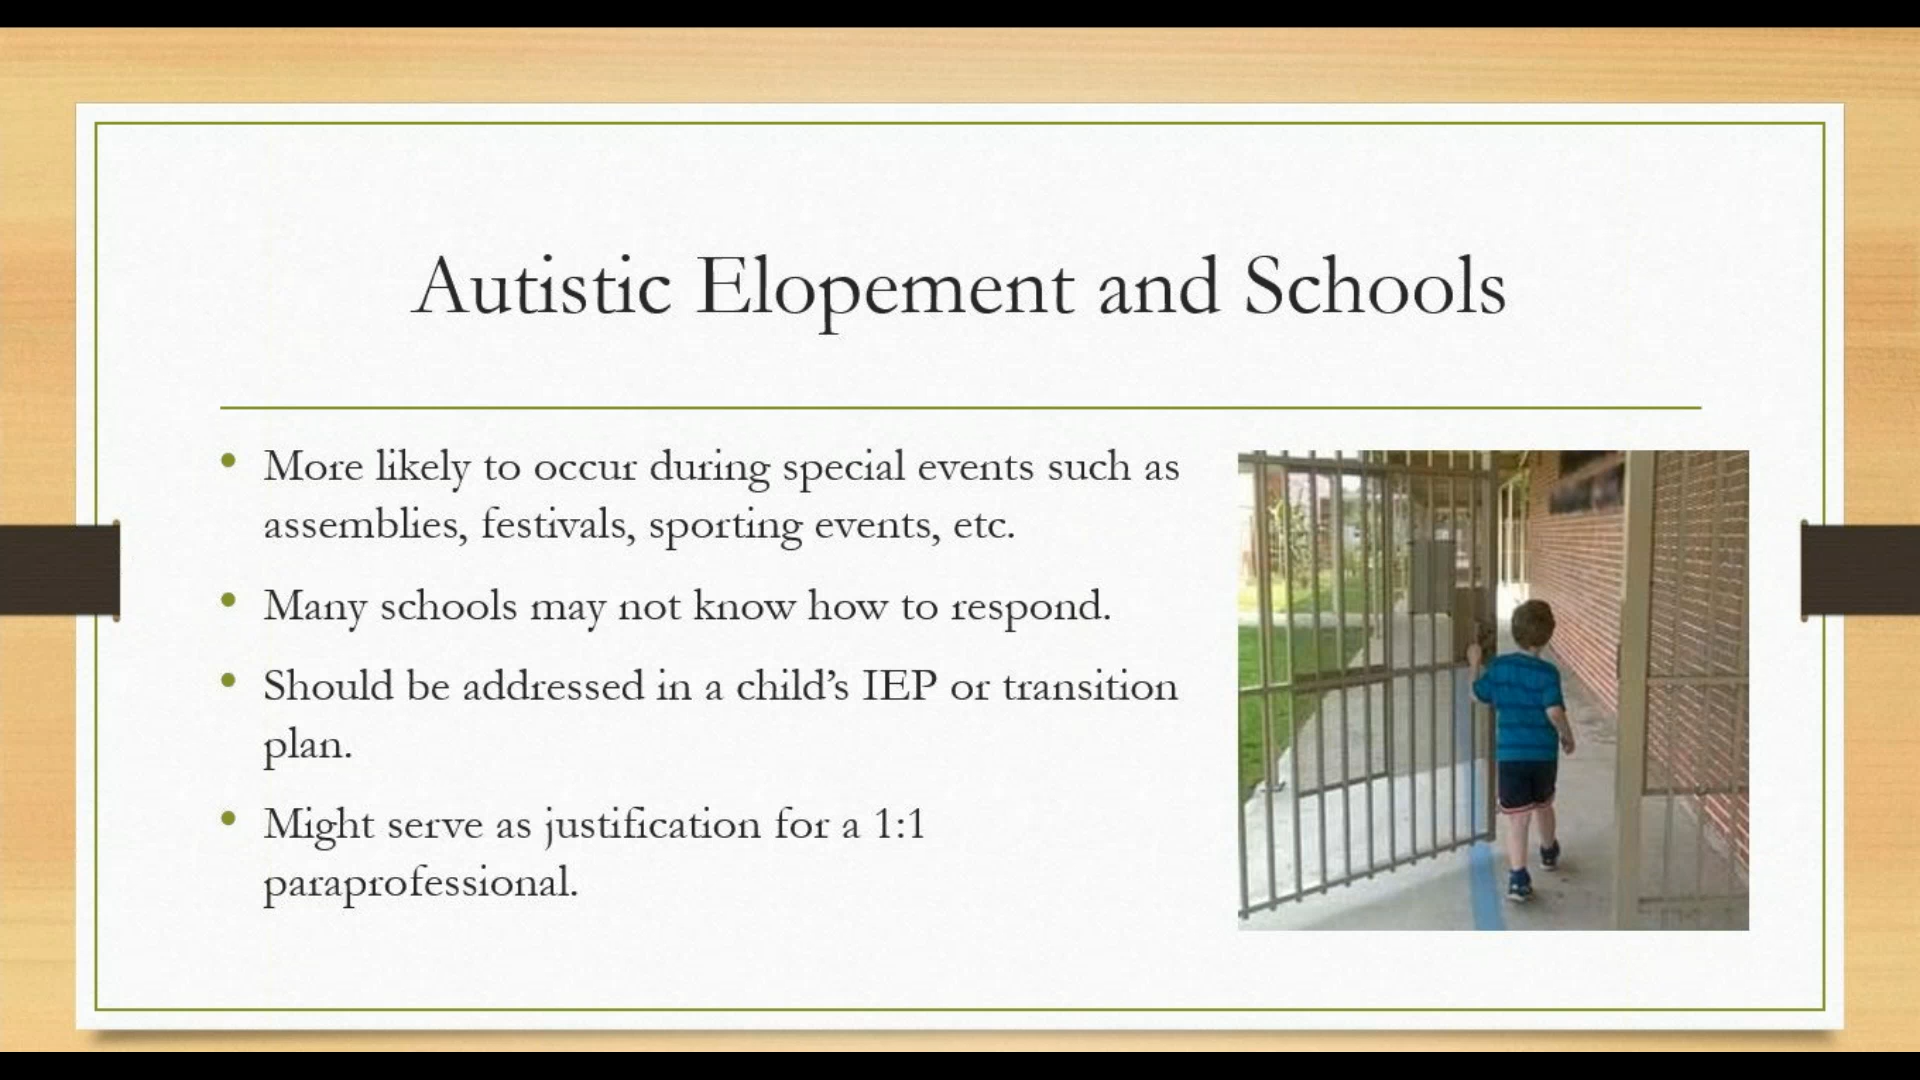 Autistic Elopement and Schools
• More likely to occur during special events such as
assemblies, festivals, sporting events, etc.
• Many schools may not know how to respond.
• Should be addressed in a child’s IEP or transition
plan.
• Might serve as justification for a 1:1
paraprofessional.